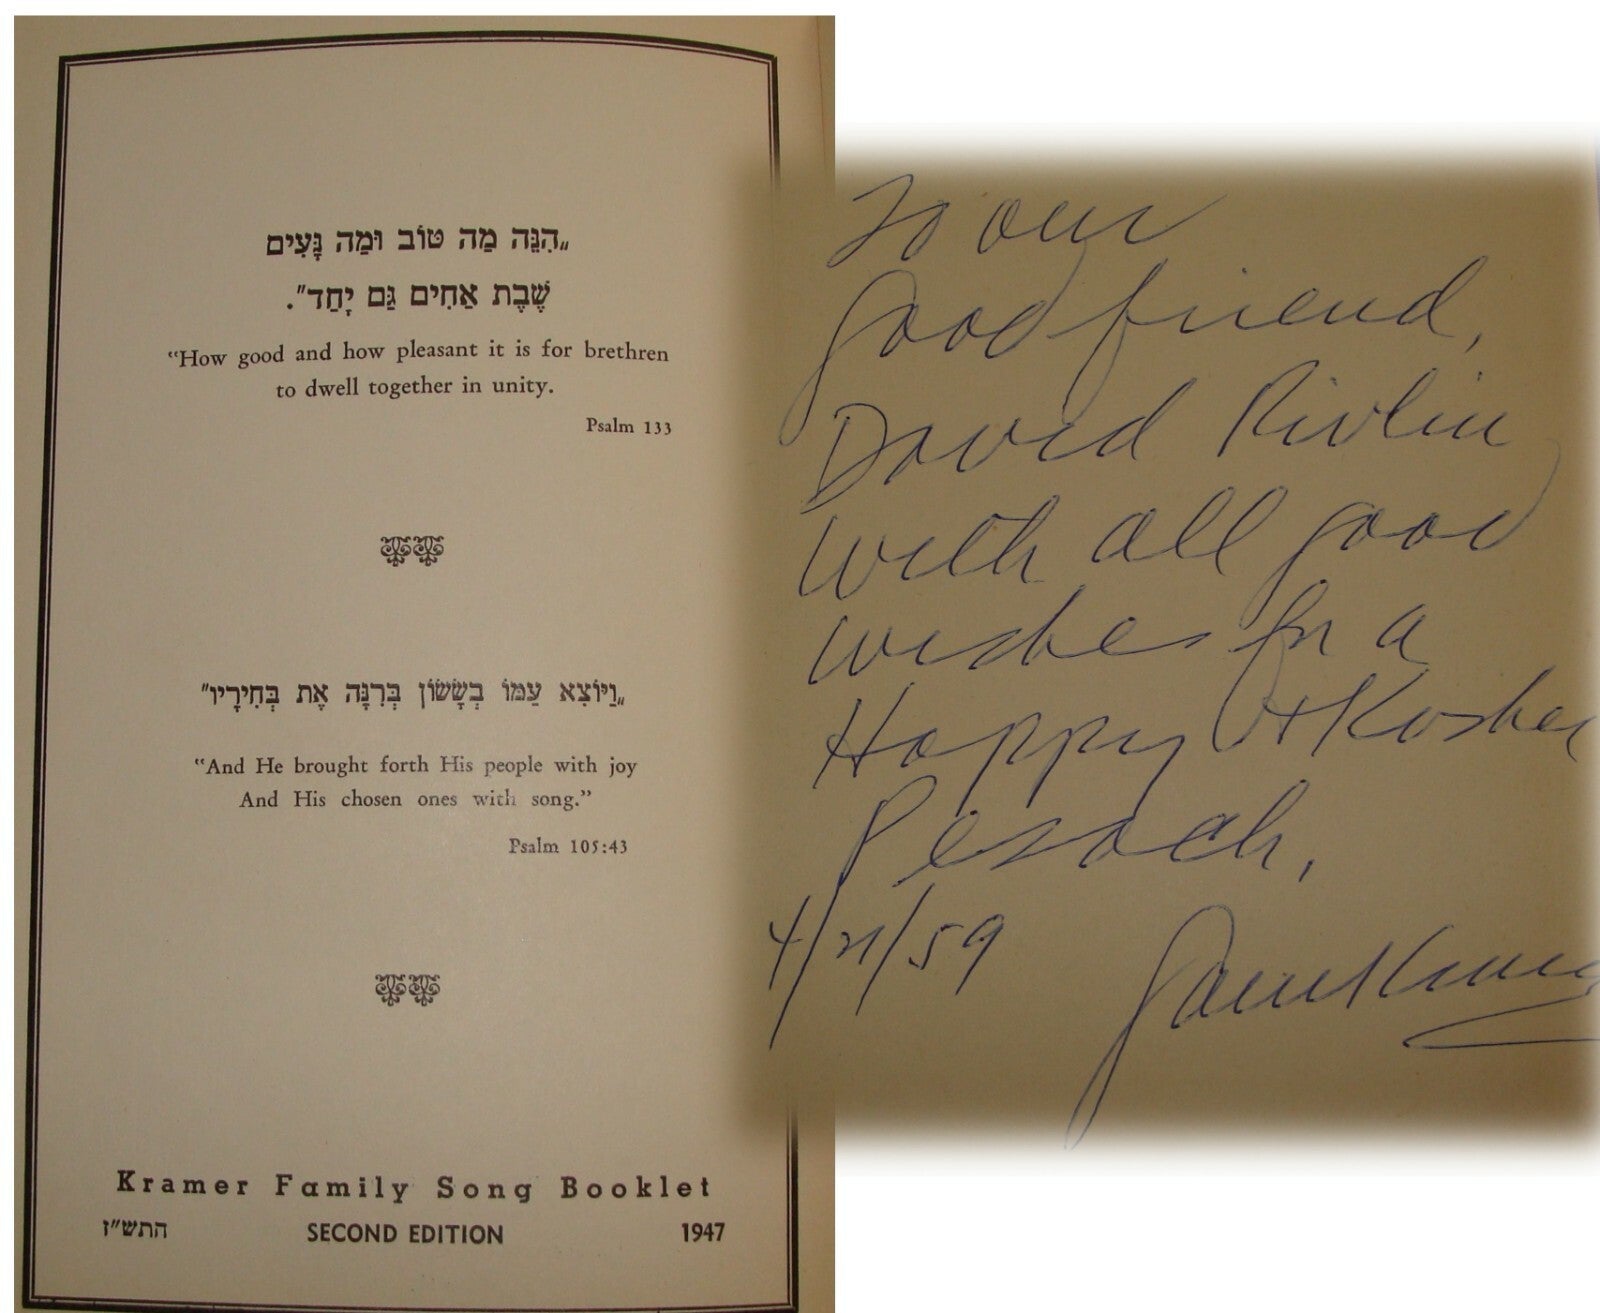 „הִנֵּה מַה טוֹב וּמַה נָּעִים
שֶׁבֶת אַחִים גַּם יָחַד".
"How good and how pleasant it is for brethren
to dwell together in unity.
Psalm 133
„וַיּוֹצִא עַמּוֹ בְשָׂשׂוֹן בְּרִנָּה אֶת בְּחִירָיו"
"And He brought forth His people with joy
And His chosen ones with song."
Psalm 105:43
Kramer Family Song Booklet
התש"ז SECOND EDITION 1947
To our
Good friend,
David Rivlin
With all good
wishes for a
Happy + Kosher
Pesach,
4/21/59